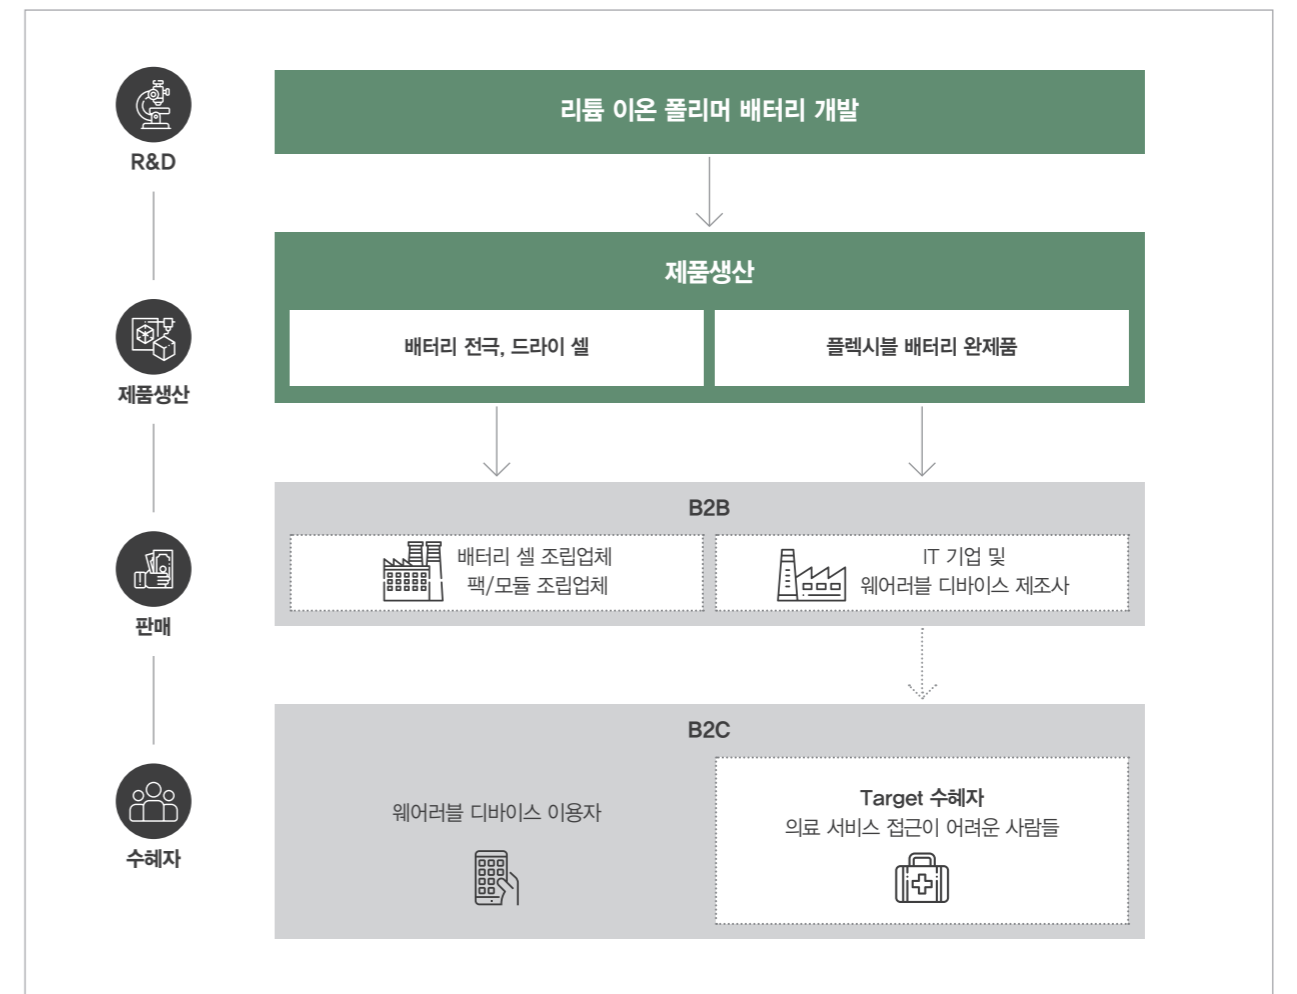 R&D
리튬 이온 폴리머 배터리 개발
제품생산
제품생산
배터리 전극, 드라이 셀
플렉시블 배터리 완제품
판매
B2B
배터리 셀 조립업체
팩/모듈 조립업체
IT 기업 및
웨어러블 디바이스 제조사
수혜자
B2C
웨어러블 디바이스 이용자
Target 수혜자
의료 서비스 접근이 어려운 사람들